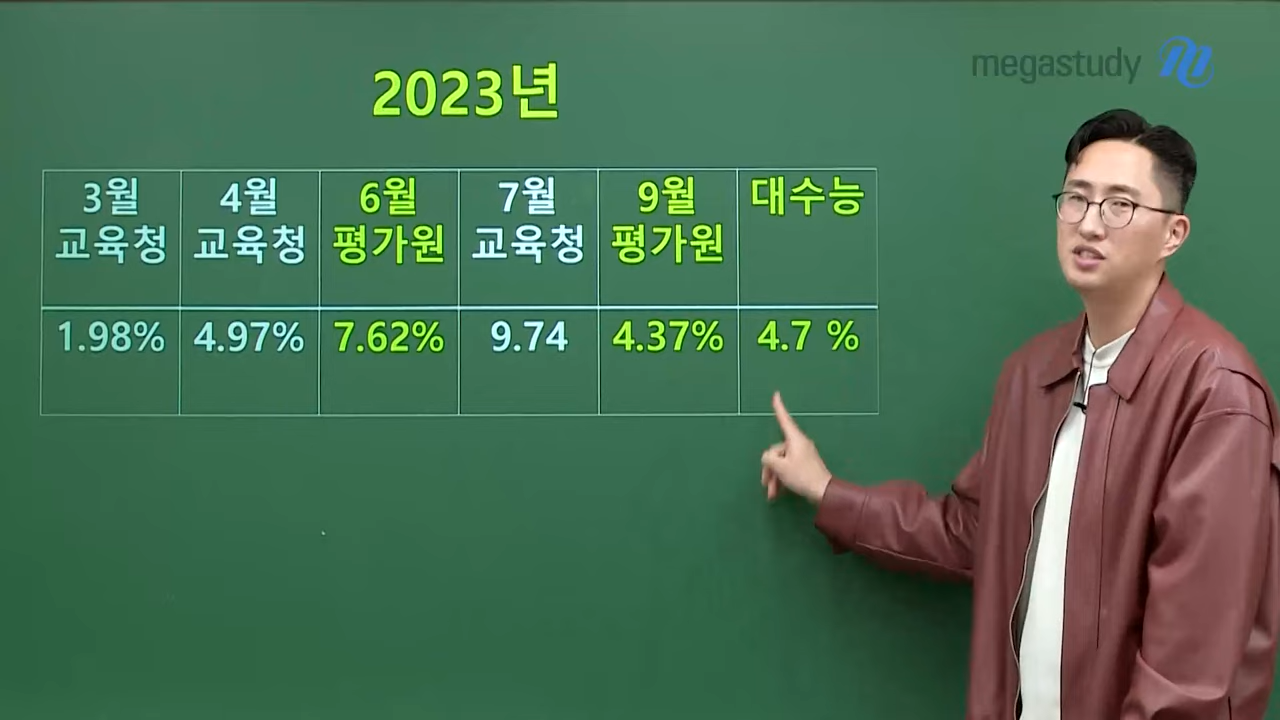 megastudy
2023년
3월 교육청
4월 교육청
6월 평가원
7월 교육청
9월 평가원
대수능
1.98%
4.97%
7.62%
9.74
4.37%
4.7 %